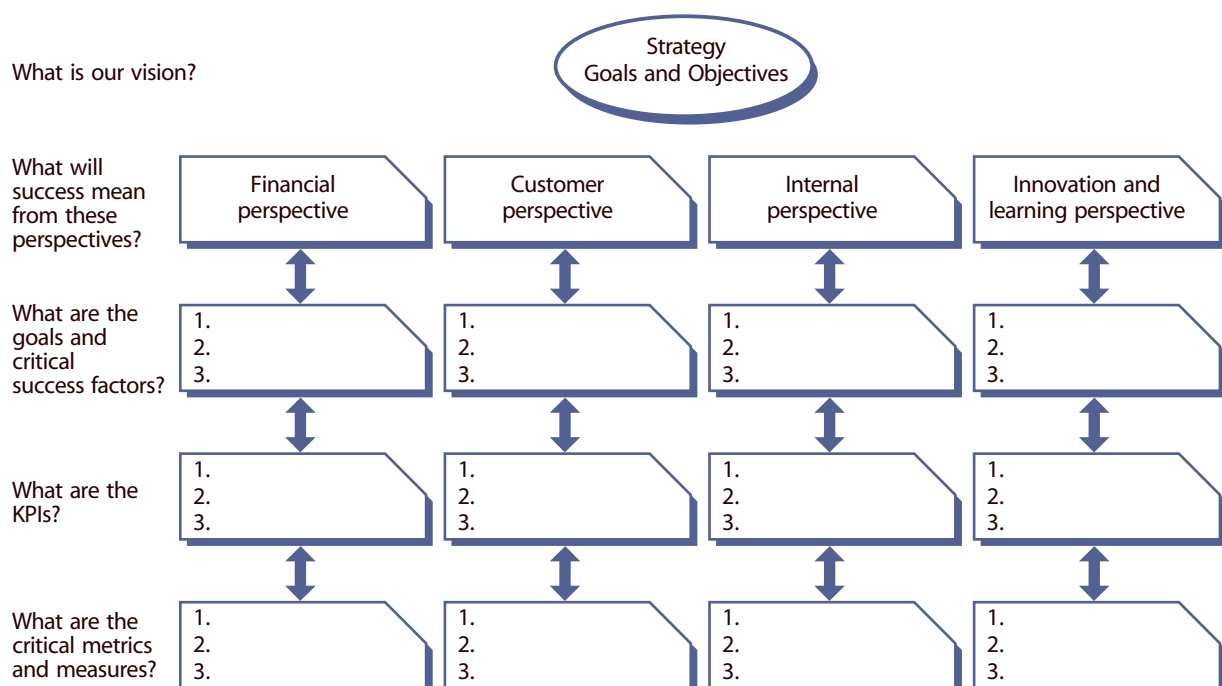 What is our vision?
Strategy
Goals and Objectives
What will
success mean
from these
perspectives?
Financial
perspective
Customer
perspective
Internal
perspective
Innovation and
learning perspective
What are the
goals and
critical
success factors?
1.
2.
3.
1.
2.
3.
1.
2.
3.
1.
2.
3.
What are the
KPIs?
1.
2.
3.
1.
2.
3.
1.
2.
3.
1.
2.
3.
What are the
critical metrics
and measures?
1.
2.
3.
1.
2.
3.
1.
2.
3.
1.
2.
3.